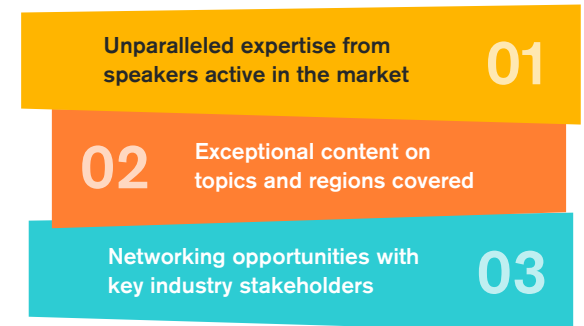 Unparalleled expertise from
speakers active in the market
01
02
Exceptional content on
topics and regions covered
Networking opportunities with
key industry stakeholders
03